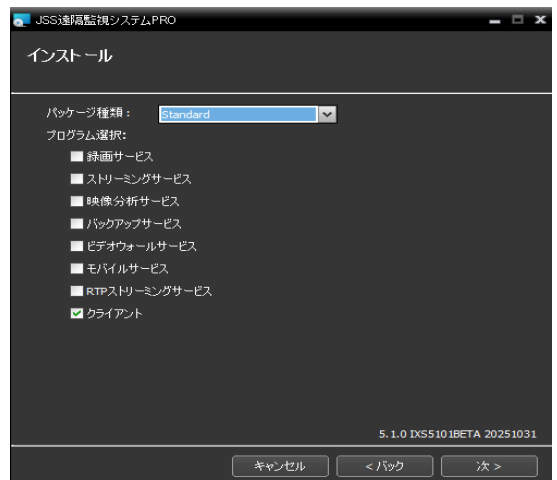 JSS遠隔監視システムPRO
インストール
パッケージ種類： Standard
プログラム選択:
録画サービス
ストリーミングサービス
映像分析サービス
バックアップサービス
ビデオウォールサービス
モバイルサービス
RTPストリーミングサービス
クライアント
5.1.0 IXS5101BETA 20251031
キャンセル < バック 次 >